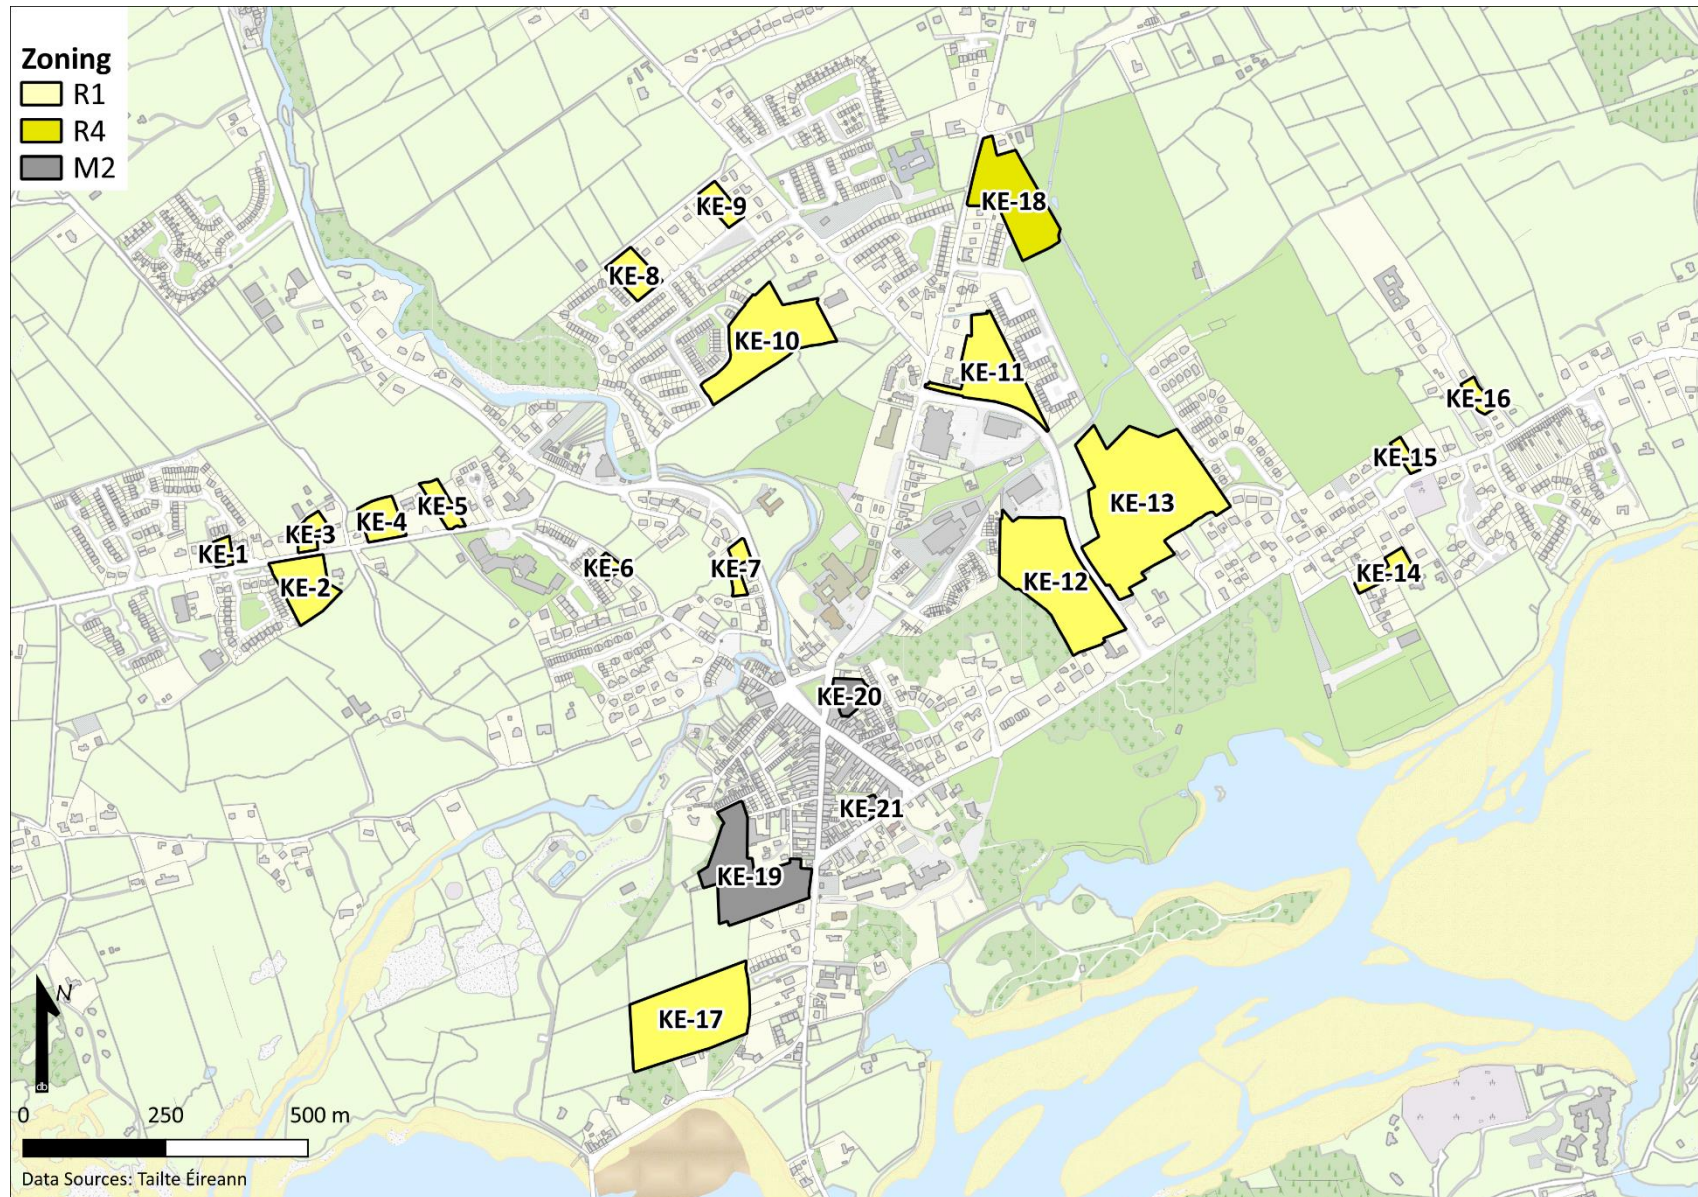 Zoning
R1
R4
M2
KE-18
KE-9
KE-8
KE-10
KE-11
KE-16
KE-15
KE-13
KE-5
KE-4
KE-3
KE-1
KE-2
KE-6
KE-7
KE-12
KE-14
KE-20
KE-21
KE-19
KE-17
N
db
0 250 500 m
Data Sources: Tailte Éireann